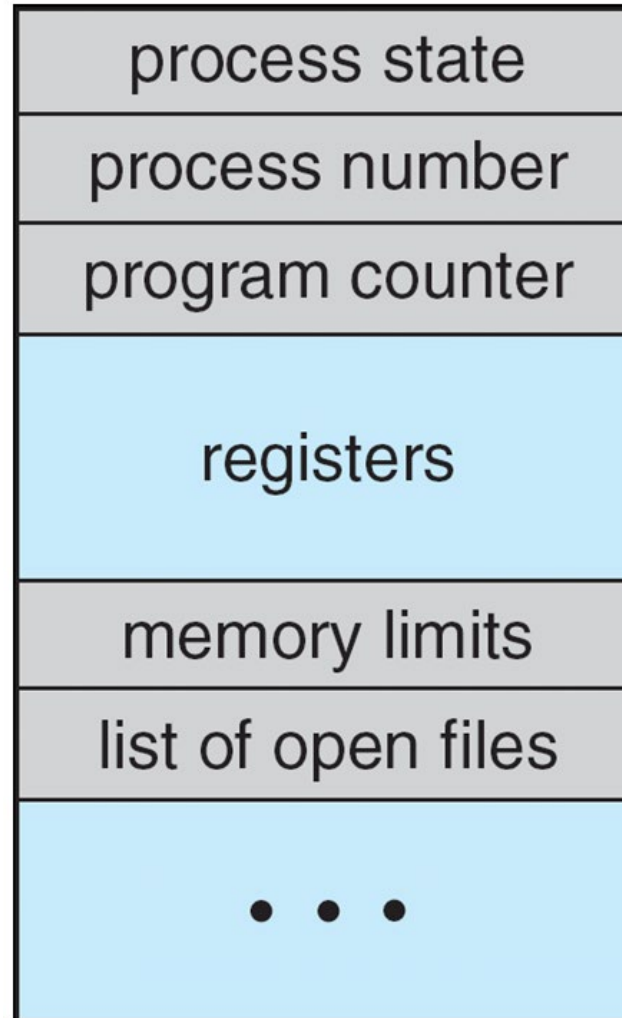 process state
process number
program counter
registers
memory limits
list of open files
• • •